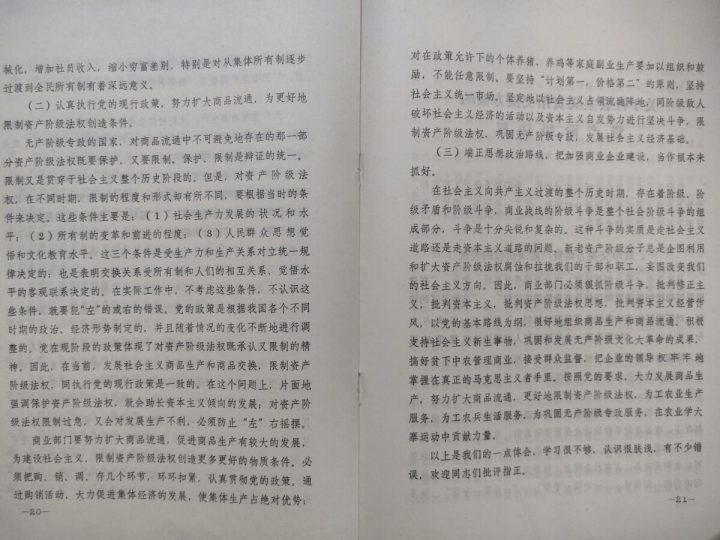 械化，增加社员收入，缩小穷富差别，特别是对从集体所有制逐步
过渡到全民所有制有着深远意义。
（二）认真执行党的现行政策，努力扩大商品流通，为更好地
限制资产阶级法权创造条件。
无产阶级专政的国家，对商品流通中不可避免地存在的那一部
分资产阶级法权既要保护，又要限制。保护、限制是辩证的统一。
限制又是贯穿于社会主义整个历史阶段的。但是，对资产阶级法
权，在不同时期，限制的程度和形式却有所不同，要根据当时的条
件来决定。这些条件主要是：（1）社会生产力发展的状况和水
平；（2）所有制的变革和前进的程度；（3）人民群众思想觉
悟和文化教育水平。这三个条件是受生产力和生产关系对立统一规
律决定的；也是表明交换关系受所有制和人们的相互关系、觉悟水
平的客观联系决定的。在实际工作中，不考虑这些条件，不认识这
些条件，就要犯“左”的或右的错误。党的政策是根据我国各个不同
时期的政治、经济形势制定的，并且随着情况的变化不断地进行调
整的。党在现阶段的政策体现了对资产阶级法权既承认又限制的精
神。因此，在当前，发展社会主义商品生产和商品交换，限制资产
阶级法权，同执行党的现行政策是一致的。在这个问题上，片面地
强调保护资产阶级法权，就会助长资本主义倾向的发展；对资产阶
级法权限制过急，又会对发展生产不利，必须防止“左”右摇摆。
商业部门要努力扩大商品流通，促进商品生产有较大的发展，
为建设社会主义，限制资产阶级法权创造更多更好的物质条件。必
须把购、销、调、存几个环节，环环扣紧，认真贯彻党的政策。通
过购销活动，大力促进集体经济的发展，使集体生产占绝对优势；
—20—
对在政策允许下的个体养猪、养鸡等家庭副业生产要加以组织和鼓
励，不能任意限制。要坚持“计划第一，价格第二”的原则，坚持
社会主义统一市场，坚定地以社会主义占领流通阵地，同阶级敌人
破坏社会主义经济的活动以及资本主义自发势力进行坚决斗争，限
制资产阶级法权，巩固无产阶级专政，发展社会主义经济基础。
（三）端正思想政治路线，把加强商业企业建设，当作根本来
抓好。
在社会主义向共产主义过渡的整个历史时期，存在着阶级、阶
级矛盾和阶级斗争，商业战线的阶级斗争是整个社会阶级斗争的组
成部分，斗争是十分尖锐和复杂的。这种斗争的实质是走社会主义
道路还是走资本主义道路的问题。新老资产阶级分子总是企图利用
和扩大资产阶级法权腐蚀和拉拢我们的干部和职工，妄图改变我们
的社会主义方向。因此，商业部门必须狠抓阶级斗争，批判修正主
义，批判资本主义，批判资产阶级法权思想，批判资本主义经营作
风，以党的基本路线为纲，很好地组织商品生产和商品流通。积极
支持社会主义新生事物，巩固和发展无产阶级文化大革命的成果，
搞好贫下中农管理商业，接受群众监督，把企业的领导权牢牢地
掌握在真正的马克思主义者手里。按照党的要求，大力发展商品生
产，努力扩大商品流通，更好地限制资产阶级法权，为工农业生产
服务，为工农兵生活服务，为巩固无产阶级专政服务，在农业学大
寨运动中贡献力量。
以上是我们的一点体会，学习很不够，认识很肤浅，有不少错
误，欢迎同志们批评指正。
—21—